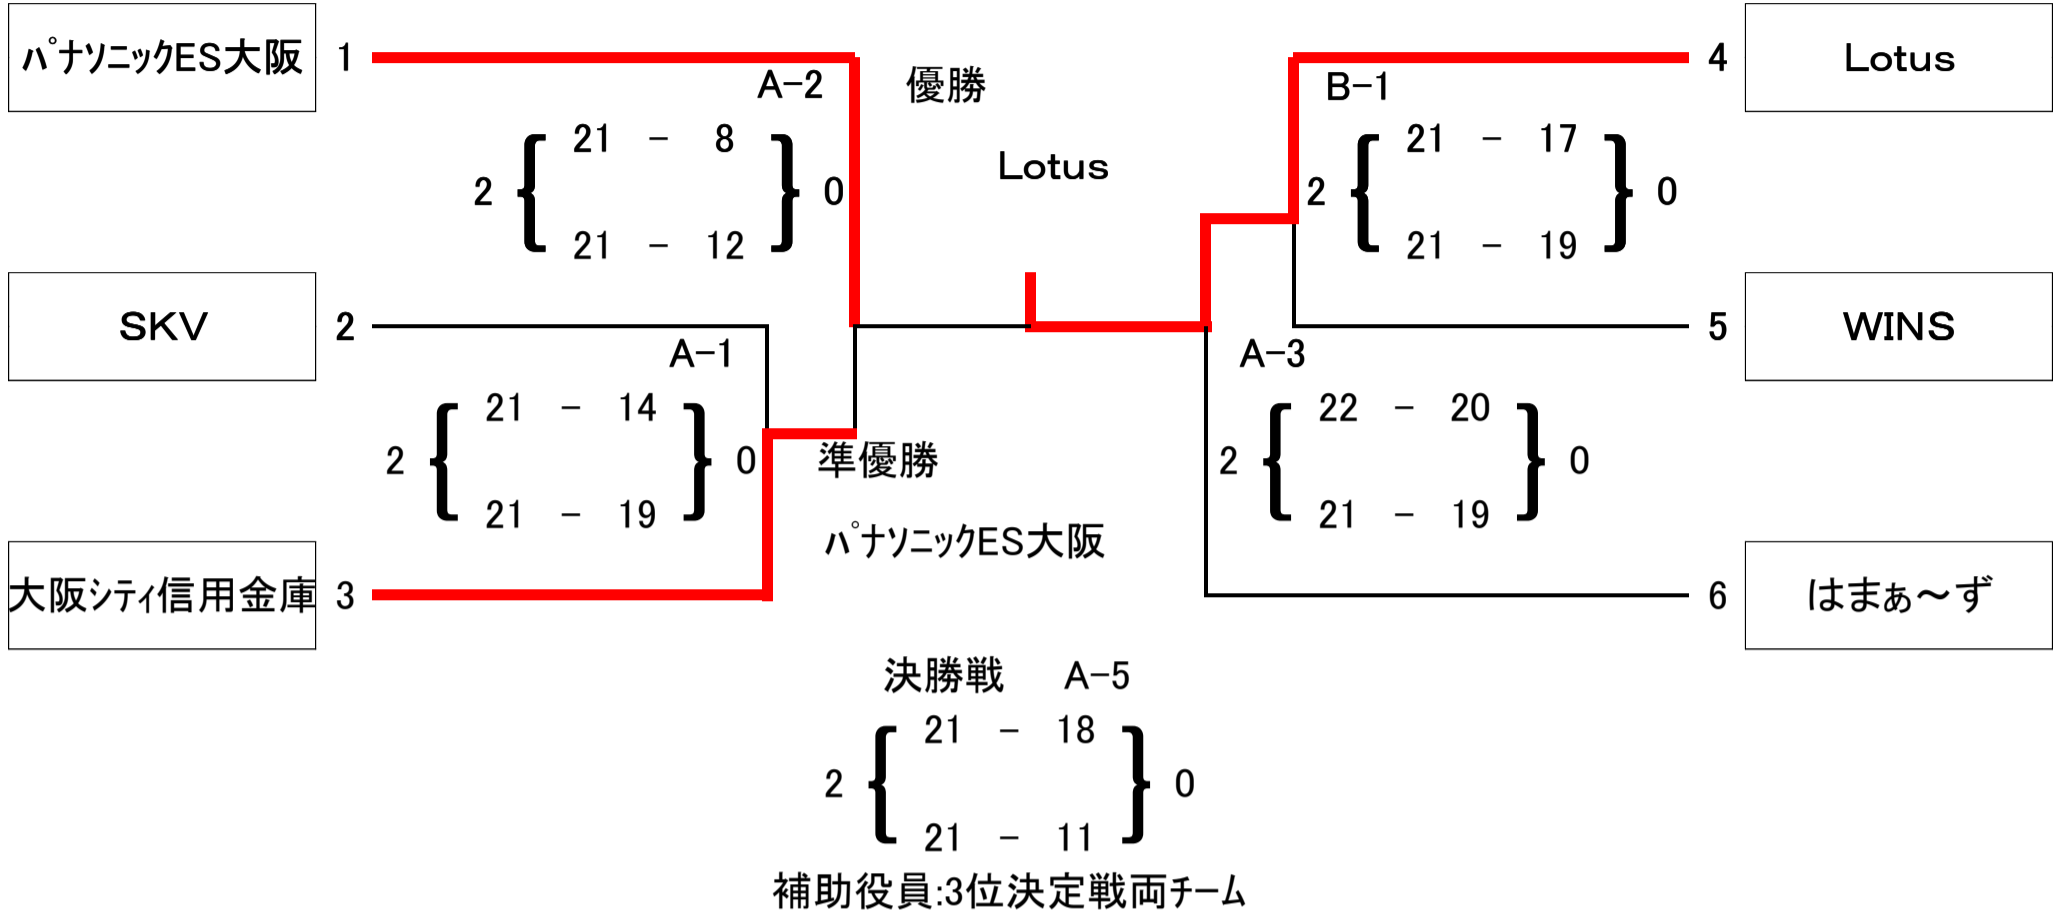 パナソニックES大阪 1
4 Lotus
A-2 優勝 B-1
21 - 8
21 - 17
Lotus
2 { } 0
2 { } 0
21 - 12
21 - 19
SKV 2
5 WINS
A-1
A-3
21 - 14
22 - 20
2 { } 0
準優勝
2 { } 0
21 - 19
21 - 19
パナソニックES大阪
大阪シティ信用金庫 3
6 はまぁ～ず
決勝戦 A-5
21 - 18
2 { } 0
21 - 11
補助役員:3位決定戦両チーム